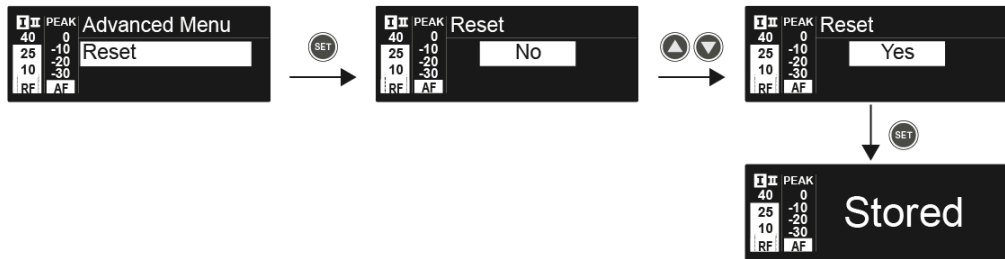 I II PEAK Advanced Menu
40 0
25 -10 Reset
10 -20
-30
RF AF
SET
I II PEAK Reset
40 0
25 -10 No
10 -20
-30
RF AF
I II PEAK Reset
40 0
25 -10 Yes
10 -20
-30
RF AF
SET
I II PEAK
40 0
25 -10 Stored
10 -20
-30
RF AF